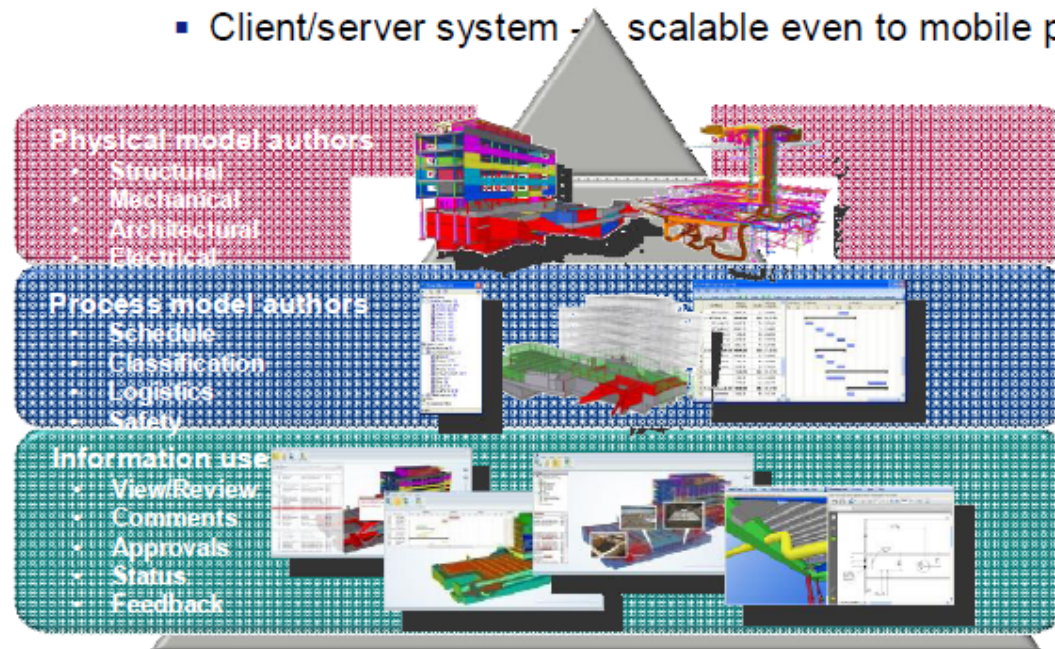 ▪ Client/server system - scalable even to mobile p
Physical model authors
• Structural
• Mechanical
• Architectural
• Electrical
Process model authors
• Schedule
• Classification
• Logistics
• Safety
Information use
• View/Review
• Comments
• Approvals
• Status
• Feedback